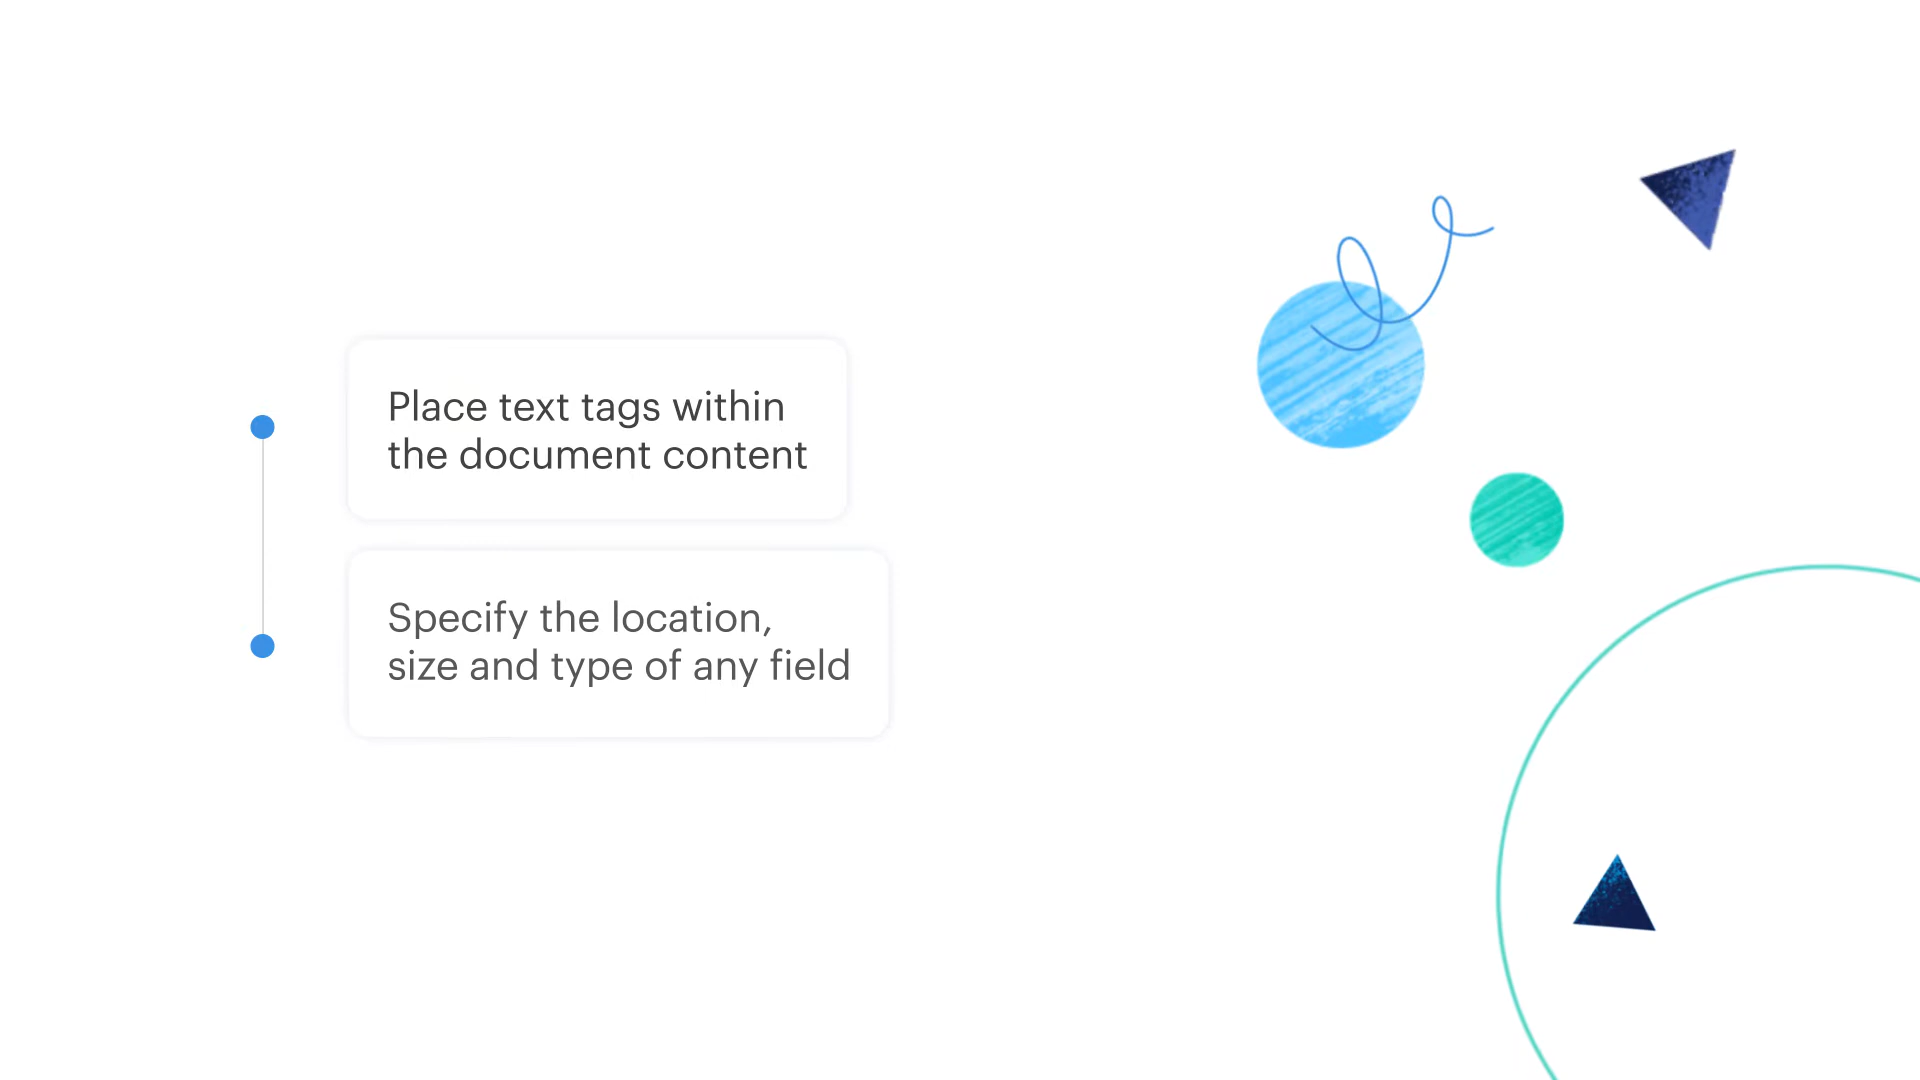 Place text tags within
the document content
Specify the location,
size and type of any field